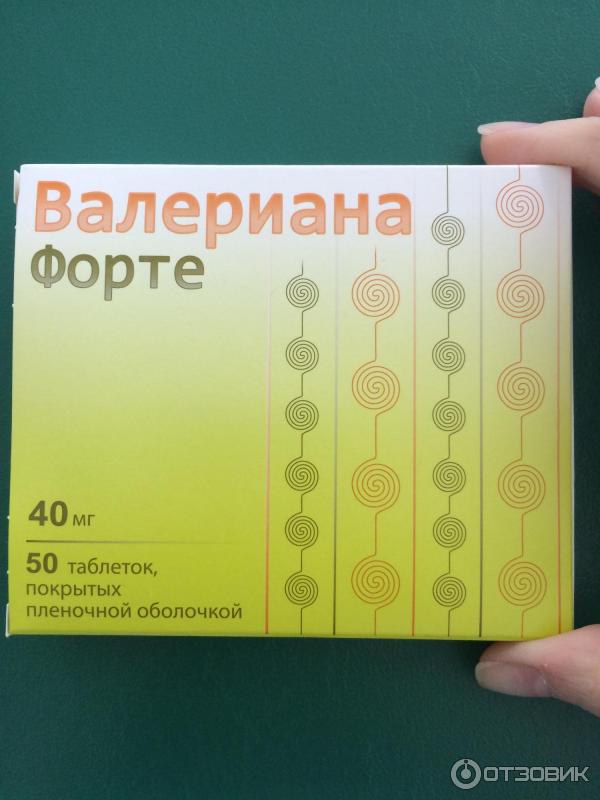 Валериана
Форте
40 мг
50 таблеток,
покрытых
пленочной оболочкой
ОТЗОВИК